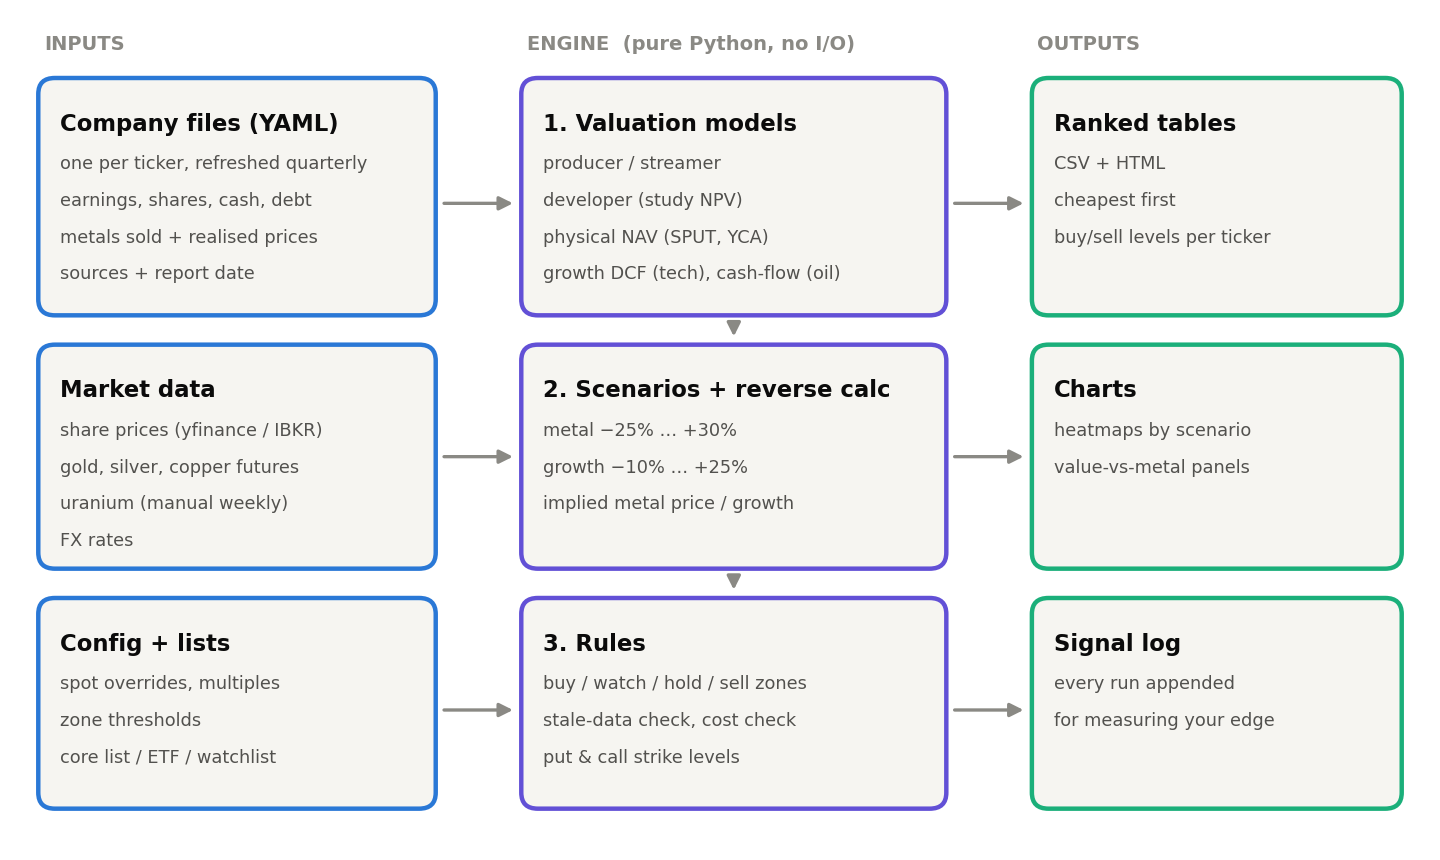 INPUTS
Company files (YAML)
one per ticker, refreshed quarterly
earnings, shares, cash, debt
metals sold + realised prices
sources + report date
Market data
share prices (yfinance / IBKR)
gold, silver, copper futures
uranium (manual weekly)
FX rates
Config + lists
spot overrides, multiples
zone thresholds
core list / ETF / watchlist
ENGINE  (pure Python, no I/O)
1. Valuation models
producer / streamer
developer (study NPV)
physical NAV (SPUT, YCA)
growth DCF (tech), cash-flow (oil)
2. Scenarios + reverse calc
metal −25% … +30%
growth −10% … +25%
implied metal price / growth
3. Rules
buy / watch / hold / sell zones
stale-data check, cost check
put & call strike levels
OUTPUTS
Ranked tables
CSV + HTML
cheapest first
buy/sell levels per ticker
Charts
heatmaps by scenario
value-vs-metal panels
Signal log
every run appended
for measuring your edge